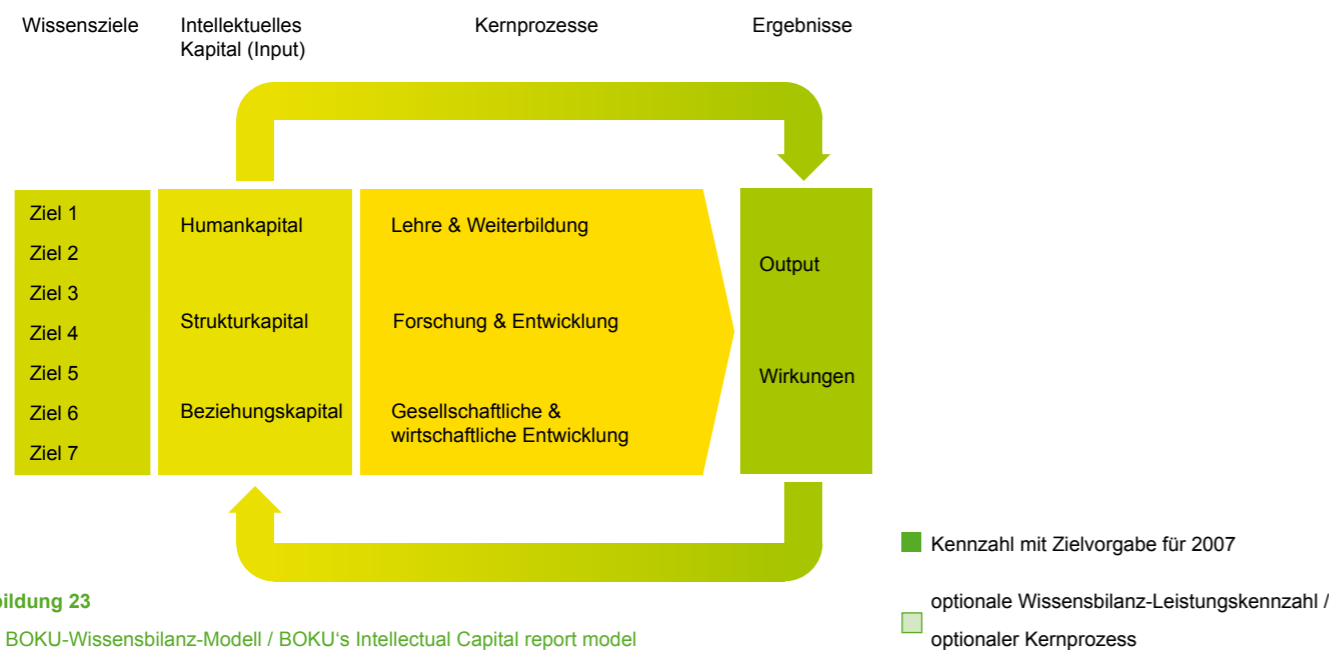 Wissensziele
Intellektuelles
Kapital (Input)
Kernprozesse
Ergebnisse
Ziel 1
Ziel 2
Ziel 3
Ziel 4
Ziel 5
Ziel 6
Ziel 7
Humankapital
Strukturkapital
Beziehungskapital
Lehre & Weiterbildung
Forschung & Entwicklung
Gesellschaftliche &
wirtschaftliche Entwicklung
Output
Wirkungen
Kennzahl mit Zielvorgabe für 2007
optionale Wissensbilanz-Leistungskennzahl /
optionaler Kernprozess
bildung 23
BOKU-Wissensbilanz-Modell / BOKU‘s Intellectual Capital report model